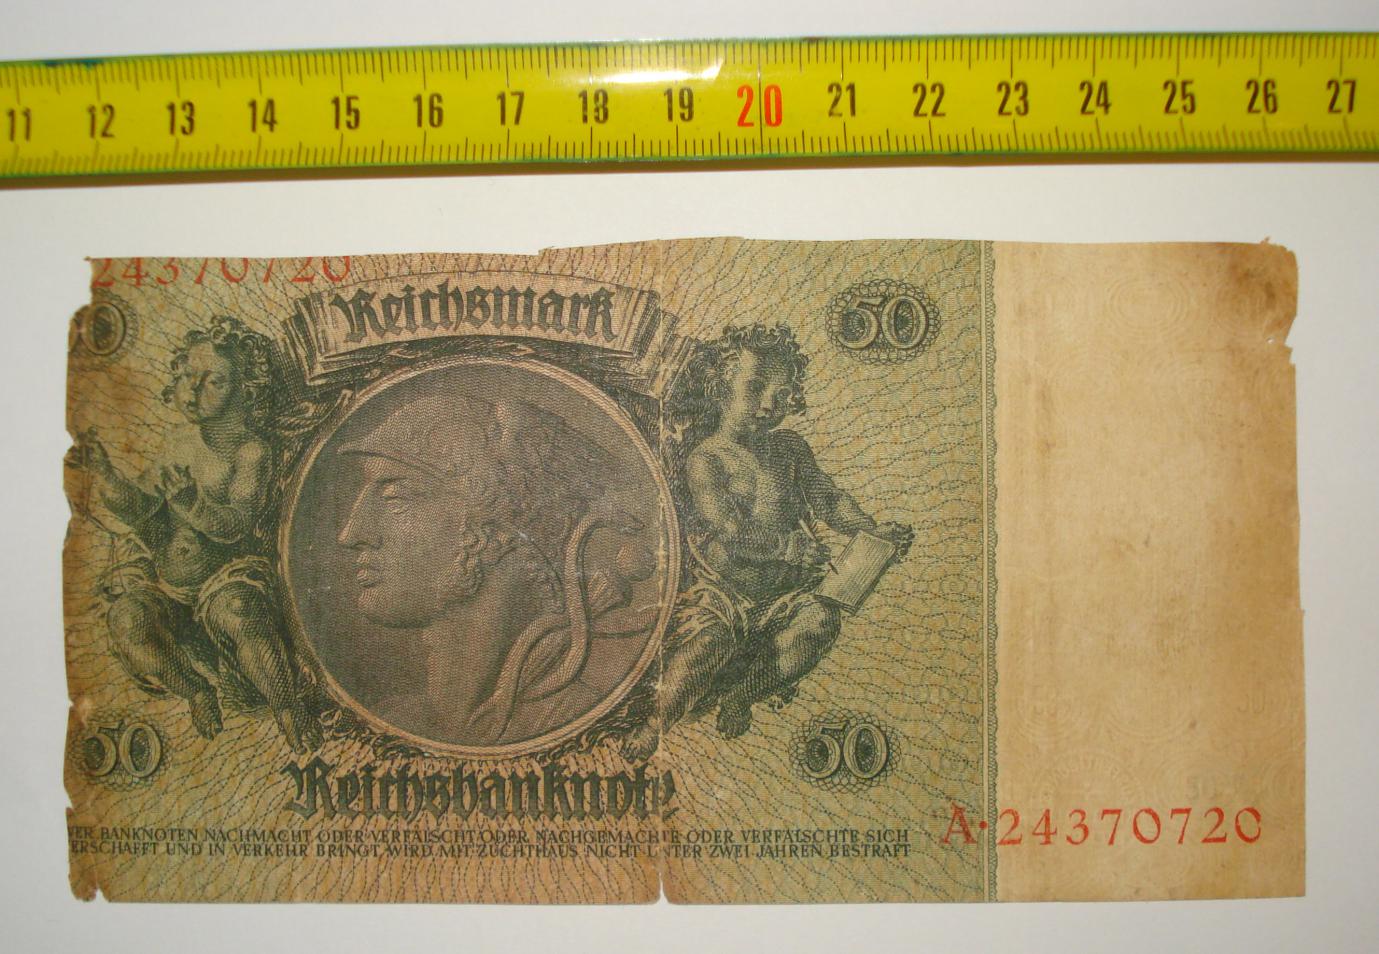 11 12 13 14 15 16 17 18 19 20 21 22 23 24 25 26 27
24370720
Reichsmark
0
50
50
50
Reichsbanknote
WER BANKNOTEN NACHMACHT ODER VERFÄLSCHT ODER NACHGEMACHTE ODER VERFÄLSCHTE SICH
ERSCHAFFT UND IN VERKEHR BRINGT, WIRD MIT ZUCHTHAUS NICHT UNTER ZWEI JAHREN BESTRAFT
A·24370720